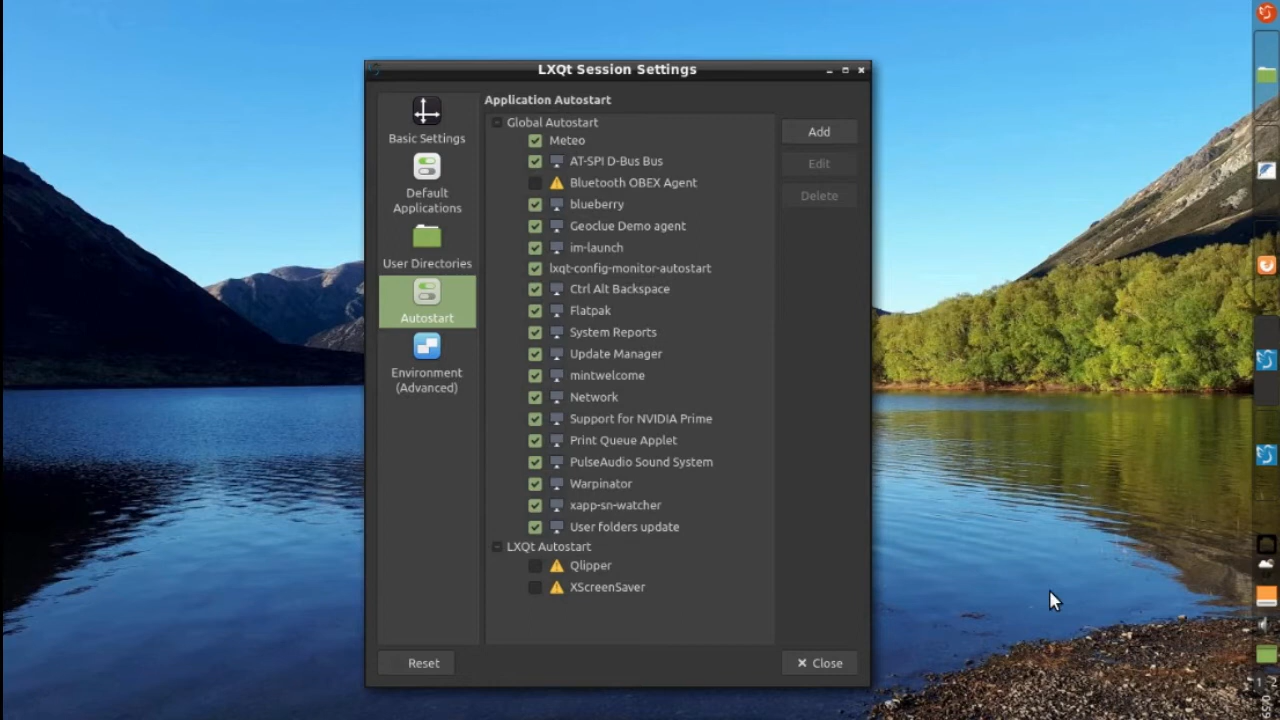 LXQt Session Settings
Basic Settings
Default
Applications
User Directories
Autostart
Environment
(Advanced)
Application Autostart
Global Autostart
Meteo
AT-SPI D-Bus Bus
Bluetooth OBEX Agent
blueberry
Geoclue Demo agent
im-launch
lxqt-config-monitor-autostart
Ctrl Alt Backspace
Flatpak
System Reports
Update Manager
mintwelcome
Network
Support for NVIDIA Prime
Print Queue Applet
PulseAudio Sound System
Warpinator
xapp-sn-watcher
User folders update
LXQt Autostart
Qlipper
XScreenSaver
Add
Edit
Delete
Reset
Close